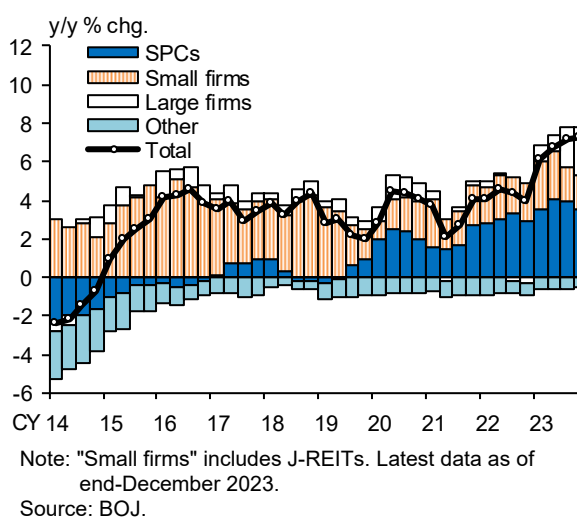 y/y % chg.
12
10
8
6
4
2
0
-2
-4
-6
SPCs
Small firms
Large firms
Other
Total
CY 14 15 16 17 18 19 20 21 22 23
Note: "Small firms" includes J-REITs. Latest data as of
end-December 2023.
Source: BOJ.